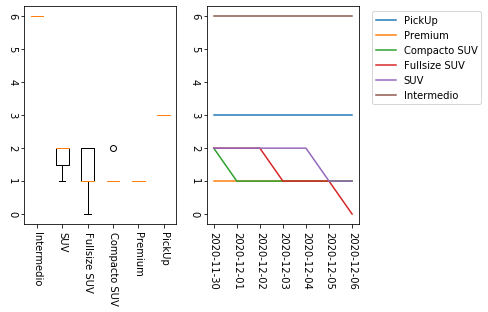 6
5
4
3
2
1
0
Intermedio
SUV
Fullsize SUV
Compacto SUV
Premium
PickUp
6
5
4
3
2
1
0
2020-11-30
2020-12-01
2020-12-02
2020-12-03
2020-12-04
2020-12-05
2020-12-06
PickUp
Premium
Compacto SUV
Fullsize SUV
SUV
Intermedio